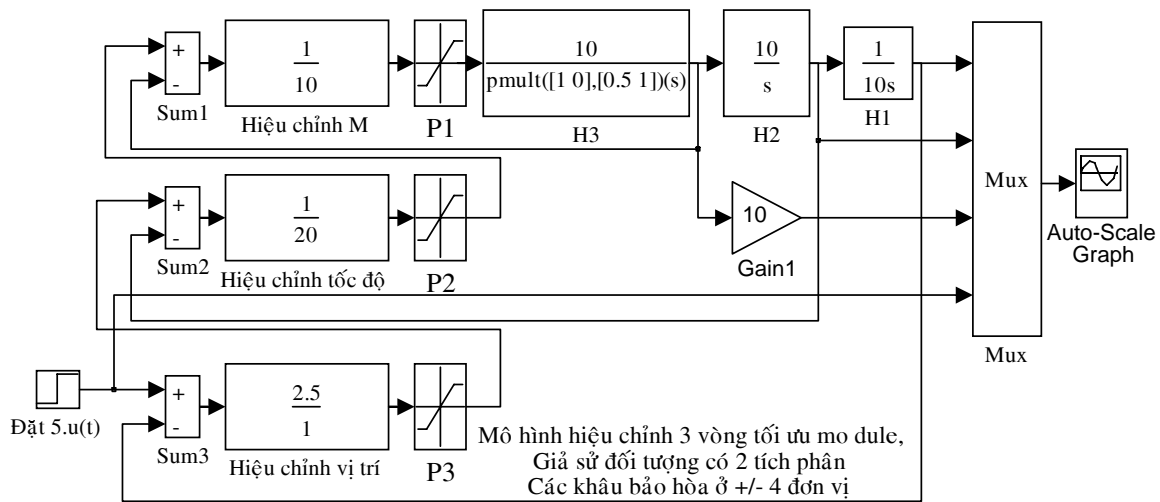 +
-
Sum1
1
10
Hiệu chỉnh M
P1
10
pmult([1 0],[0.5 1])(s)
H3
10
s
H2
1
10s
H1
Mux
Mux
Auto-Scale
Graph
+
-
Sum2
1
20
Hiệu chỉnh tốc độ
P2
10
Gain1
Đặt 5.u(t)
+
-
Sum3
2.5
1
Hiệu chỉnh vị trí
P3
Mô hình hiệu chỉnh 3 vòng tối ưu mo dule,
Giả sử đối tượng có 2 tích phân
Các khâu bảo hòa ở +/- 4 đơn vị